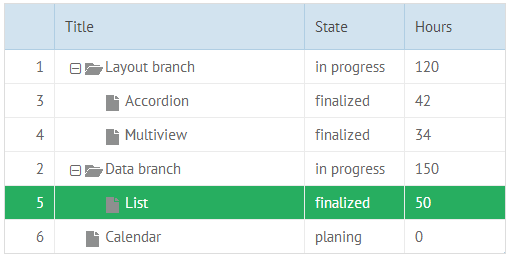 Title State Hours
1 Layout branch in progress 120
3 Accordion finalized 42
4 Multiview finalized 34
2 Data branch in progress 150
5 List finalized 50
6 Calendar planing 0